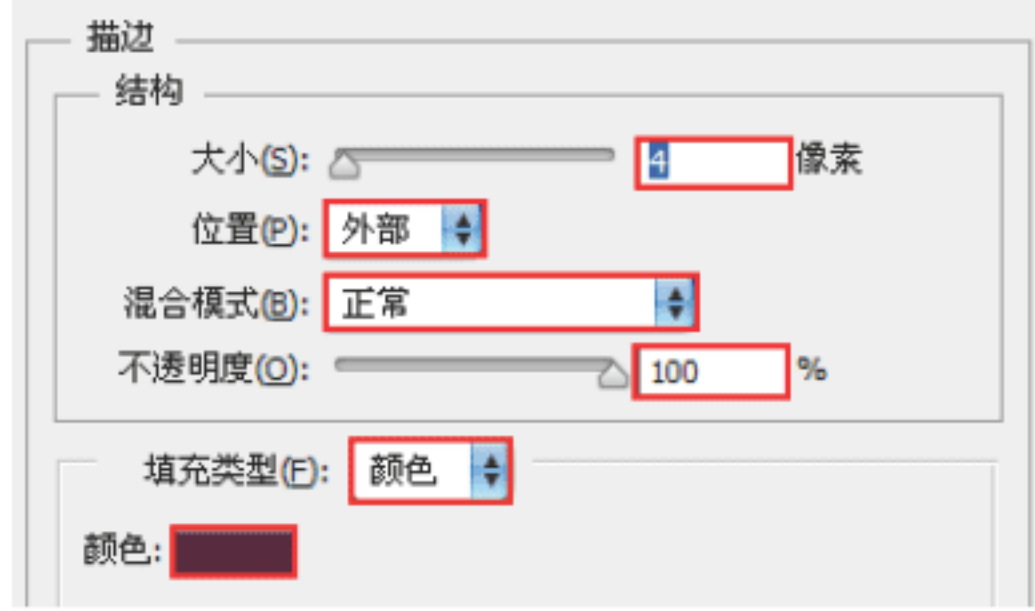 描边
结构
大小(S): 4 像素
位置(P): 外部
混合模式(B): 正常
不透明度(O): 100 %
填充类型(F): 颜色
颜色: